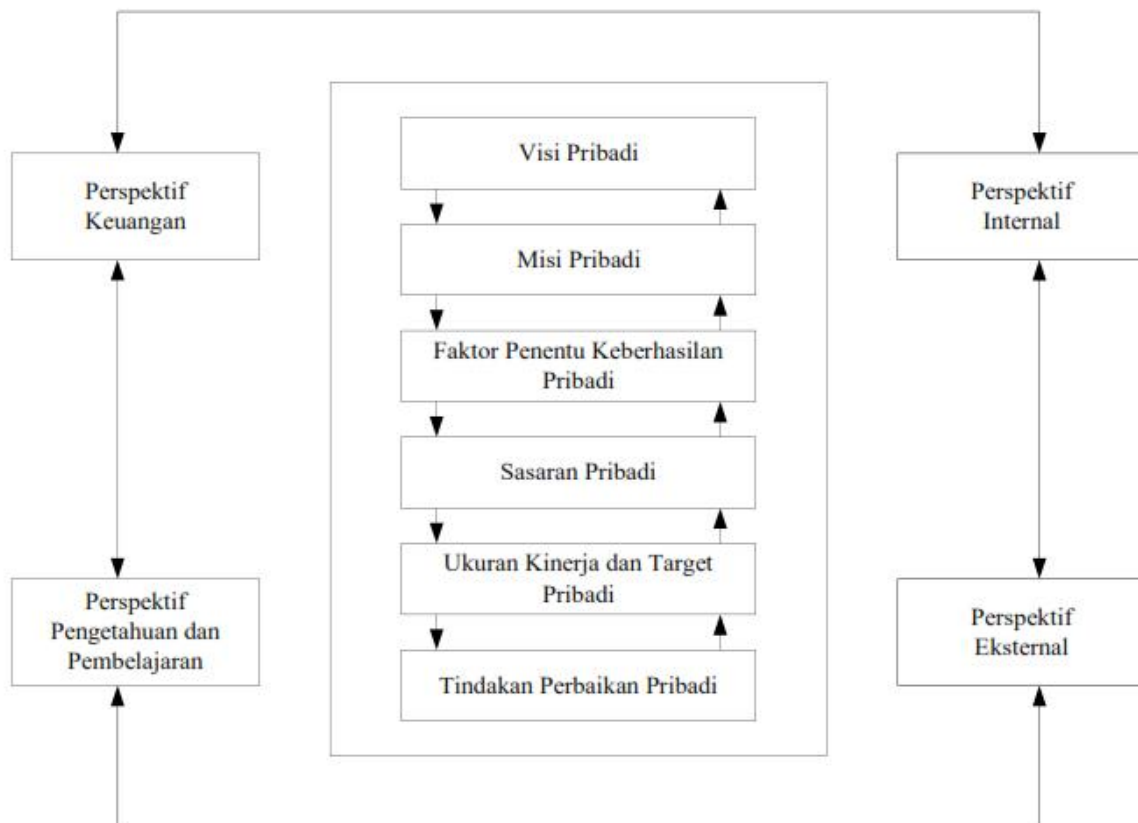 Visi Pribadi
Perspektif
Keuangan
Perspektif
Internal
Misi Pribadi
Faktor Penentu Keberhasilan
Pribadi
Sasaran Pribadi
Ukuran Kinerja dan Target
Pribadi
Perspektif
Pengetahuan dan
Pembelajaran
Perspektif
Eksternal
Tindakan Perbaikan Pribadi